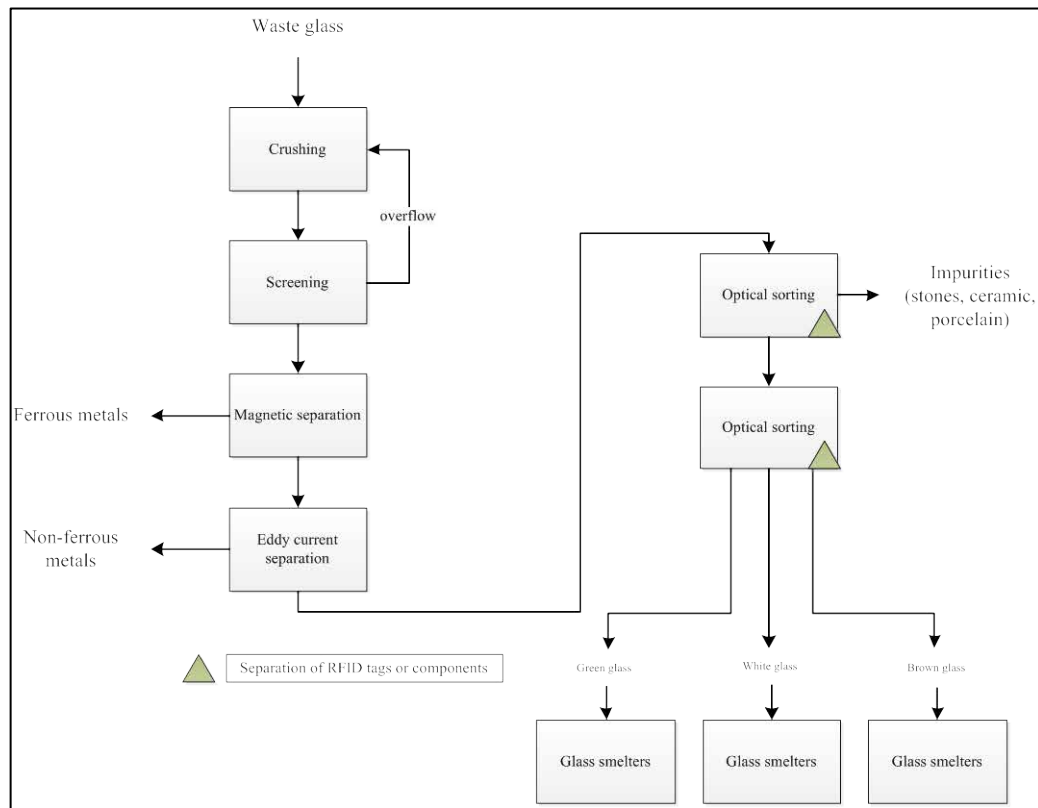 Waste glass
Crushing
overflow
Screening
Magnetic separation
Ferrous metals
Eddy current
separation
Non-ferrous
metals
Optical sorting
Impurities
(stones, ceramic,
porcelain)
Optical sorting
Separation of RFID tags or components
Green glass
White glass
Brown glass
Glass smelters
Glass smelters
Glass smelters